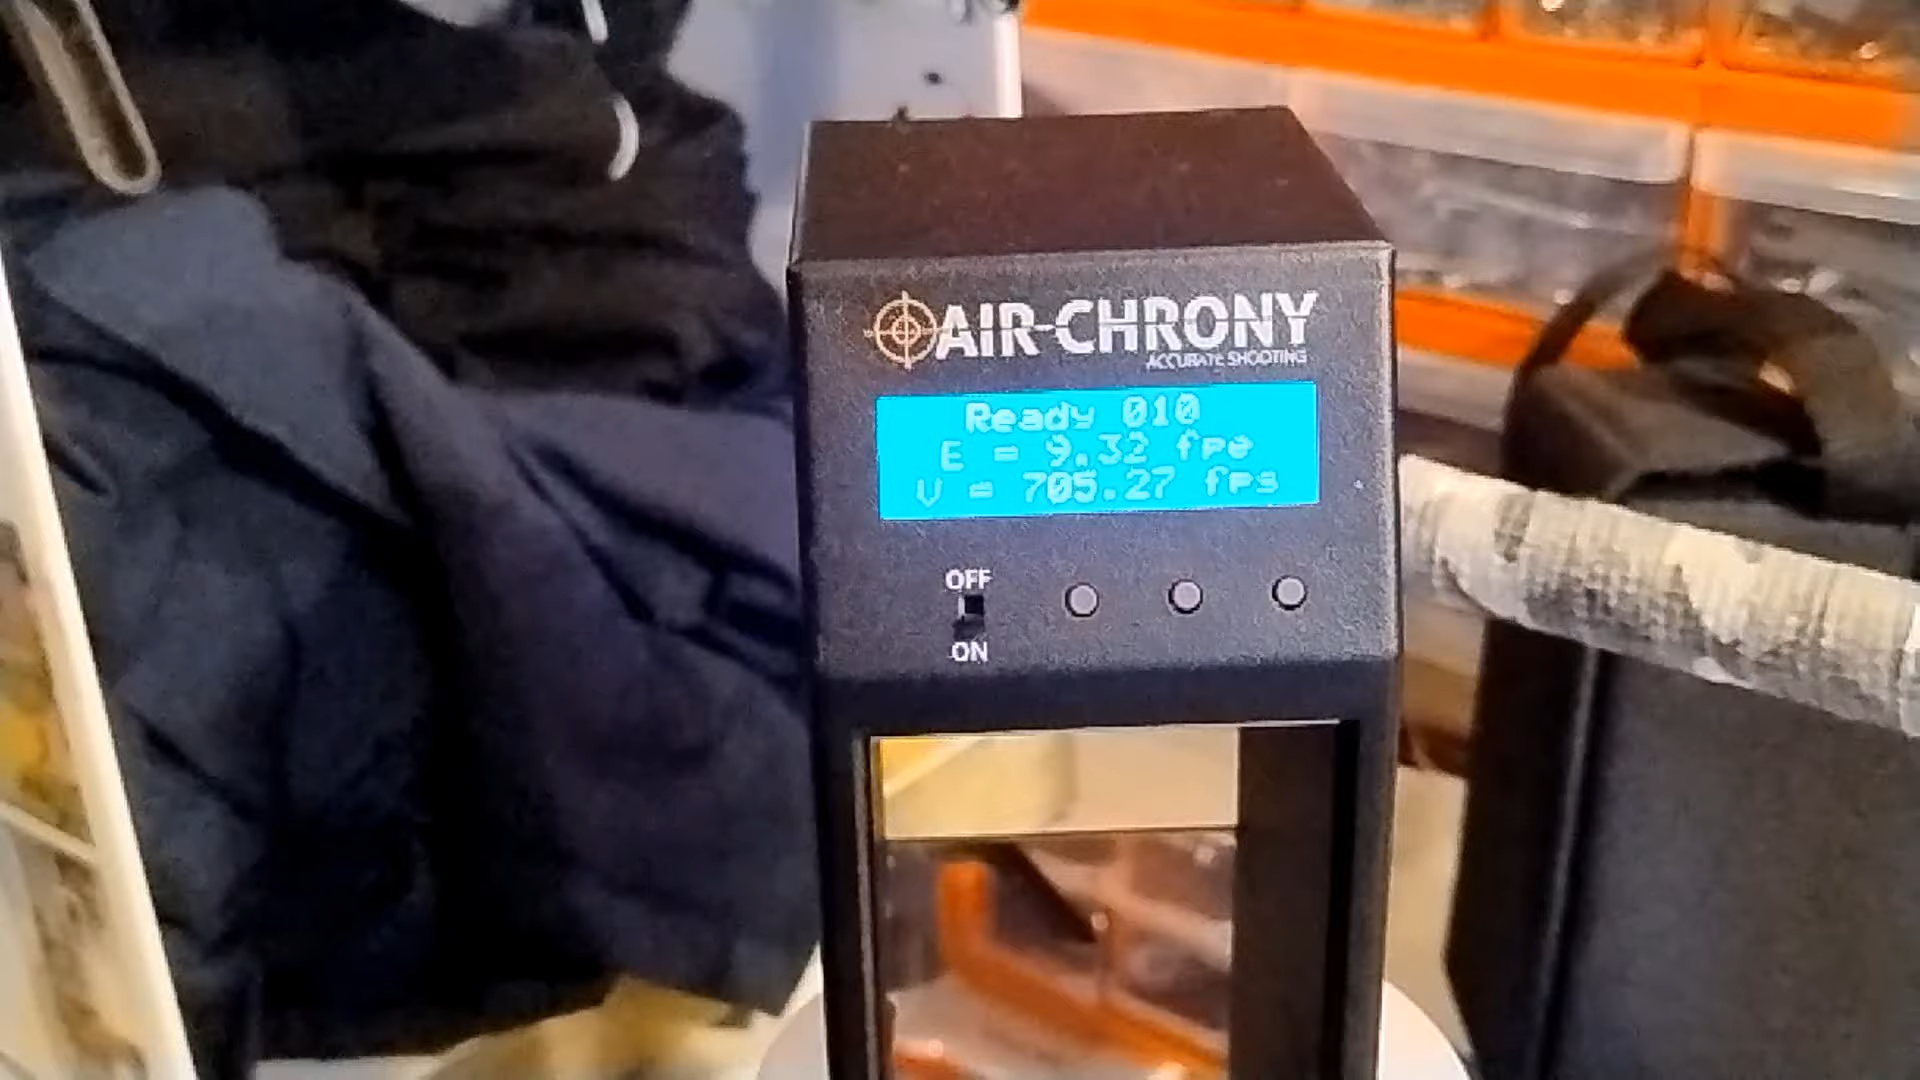 AIR-CHRONY
ACCURATE SHOOTING
Ready 010
E = 9.32 fpe
V = 705.27 fps
OFF
ON